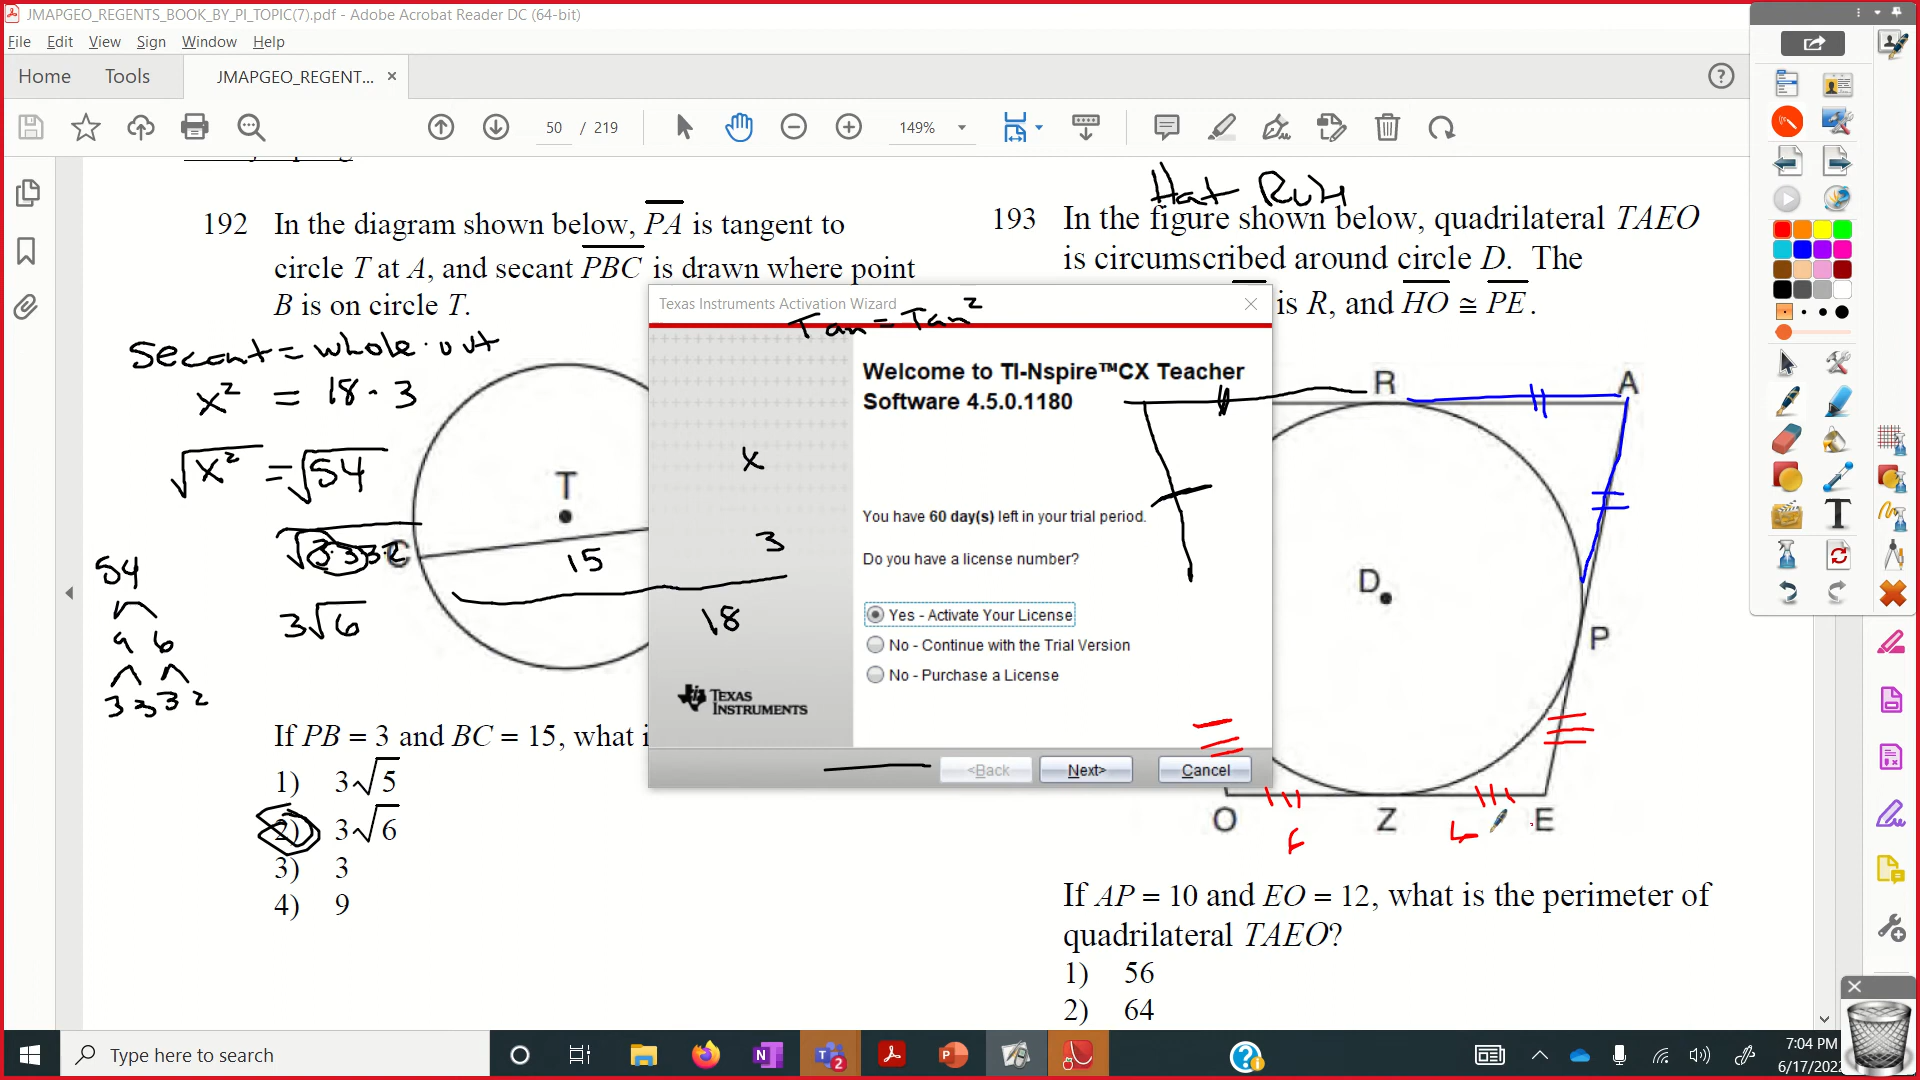 JMAPGEO_REGENTS_BOOK_BY_PI_TOPIC(7).pdf - Adobe Acrobat Reader DC (64-bit)
File Edit View Sign Window Help
Home Tools JMAPGEO_REGENT... ×
50 / 219 149%
Hat Rule
192 In the diagram shown below, PA is tangent to
circle T at A, and secant PBC is drawn where point
B is on circle T.
secant = whole · out
x² = 18 · 3
√x² = √54
√3·3·3·2
3√6
54
9 6
3 3 3 2
T
C
15
18
x
3
If PB = 3 and BC = 15, what i
1) 3√5
2) 3√6
3) 3
4) 9
Texas Instruments Activation Wizard
Tan = Tan²
Welcome to TI-Nspire™CX Teacher
Software 4.5.0.1180
You have 60 day(s) left in your trial period.
Do you have a license number?
Yes - Activate Your License
No - Continue with the Trial Version
No - Purchase a License
TEXAS
INSTRUMENTS
<Back Next> Cancel
193 In the figure shown below, quadrilateral TAEO
is circumscribed around circle D. The
is R, and HO ≅ PE.
R A
D
P
O Z E
6
If AP = 10 and EO = 12, what is the perimeter of
quadrilateral TAEO?
1) 56
2) 64
Type here to search
7:04 PM
6/17/2022